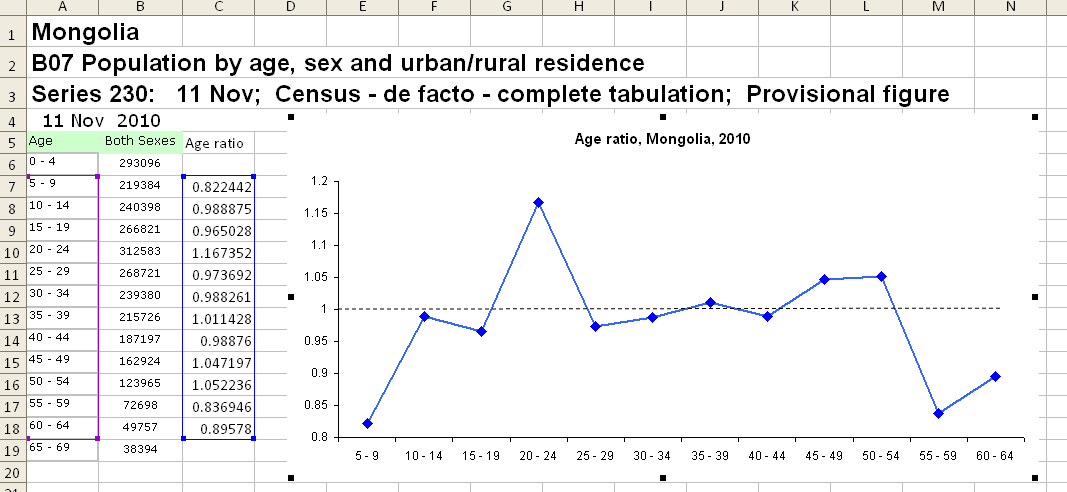 A B C D E F G H I J K L M N
1 Mongolia
2 B07 Population by age, sex and urban/rural residence
3 Series 230: 11 Nov; Census - de facto - complete tabulation; Provisional figure
4 11 Nov 2010
5 Age Both Sexes Age ratio
6 0 - 4 293096
7 5 - 9 219384 0.822442
8 10 - 14 240398 0.988875
9 15 - 19 266821 0.965028
10 20 - 24 312583 1.167352
11 25 - 29 268721 0.973692
12 30 - 34 239380 0.988261
13 35 - 39 215726 1.011428
14 40 - 44 187197 0.98876
15 45 - 49 162924 1.047197
16 50 - 54 123965 1.052236
17 55 - 59 72698 0.836946
18 60 - 64 49757 0.89578
19 65 - 69 38394
20
Age ratio, Mongolia, 2010
1.2
1.15
1.1
1.05
1
0.95
0.9
0.85
0.8
5 - 9 10 - 14 15 - 19 20 - 24 25 - 29 30 - 34 35 - 39 40 - 44 45 - 49 50 - 54 55 - 59 60 - 64